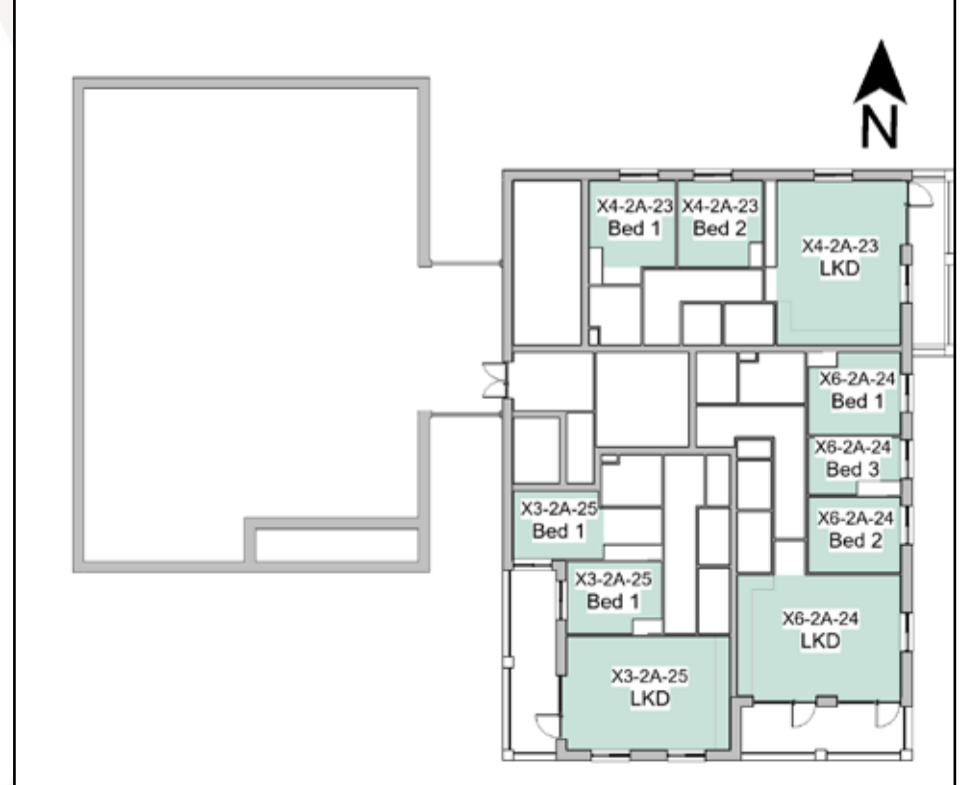 N
X4-2A-23
Bed 1
X4-2A-23
Bed 2
X4-2A-23
LKD
X6-2A-24
Bed 1
X6-2A-24
Bed 3
X3-2A-25
Bed 1
X6-2A-24
Bed 2
X3-2A-25
Bed 1
X6-2A-24
LKD
X3-2A-25
LKD